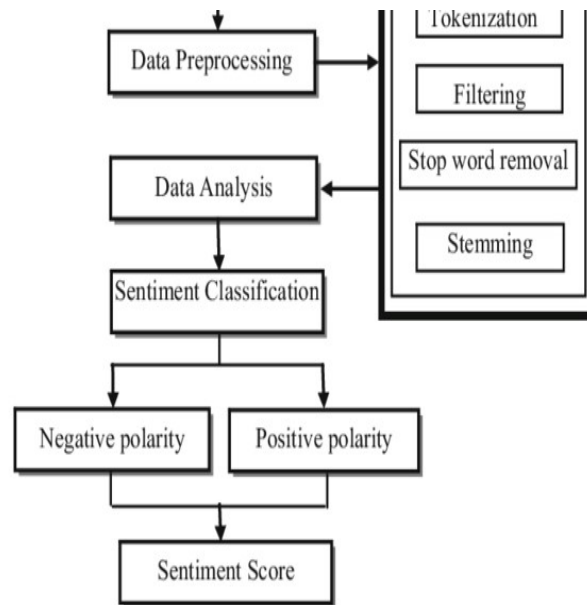 Data Preprocessing
Tokenization
Filtering
Stop word removal
Stemming
Data Analysis
Sentiment Classification
Negative polarity
Positive polarity
Sentiment Score